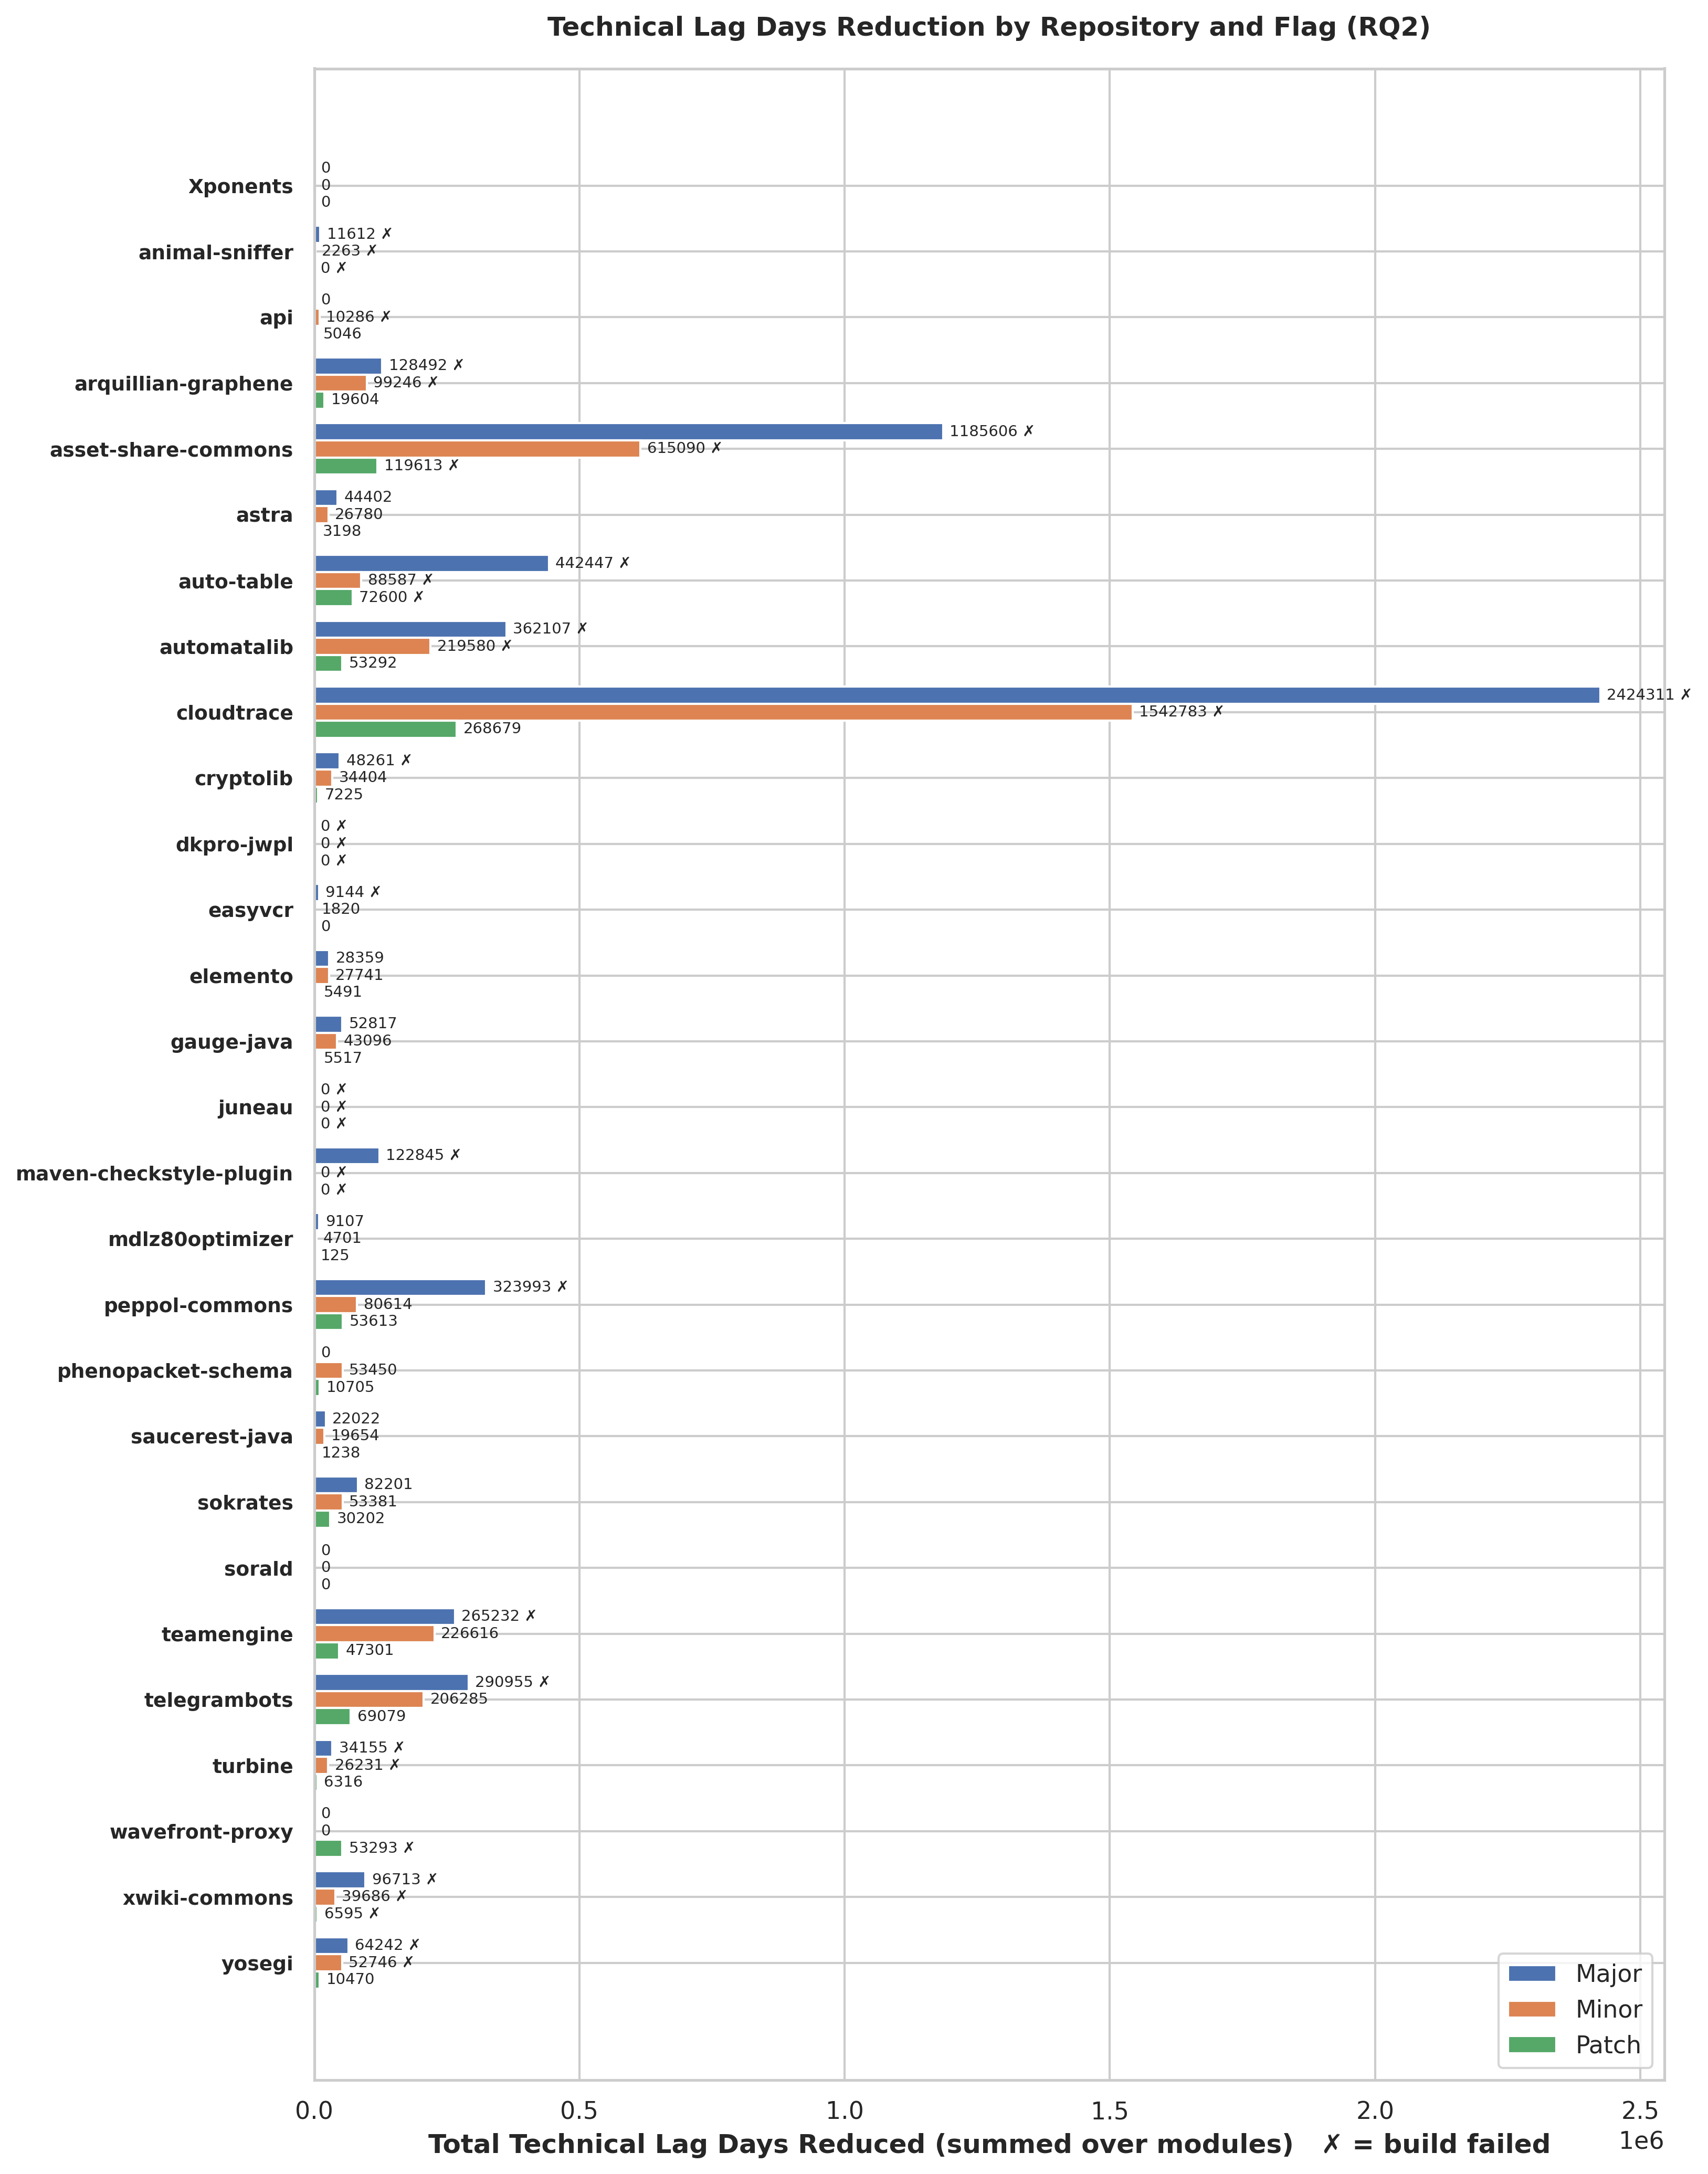 Technical Lag Days Reduction by Repository and Flag (RQ2)
0
Xponents 0
0
11612 ✗
animal-sniffer 2263 ✗
0 ✗
0
api 10286 ✗
5046
128492 ✗
arquillian-graphene 99246 ✗
19604
1185606 ✗
asset-share-commons 615090 ✗
119613 ✗
44402
astra 26780
3198
442447 ✗
auto-table 88587 ✗
72600 ✗
362107 ✗
automatalib 219580 ✗
53292
2424311 ✗
cloudtrace 1542783 ✗
268679
48261 ✗
cryptolib 34404
7225
0 ✗
dkpro-jwpl 0 ✗
0 ✗
9144 ✗
easyvcr 1820
0
28359
elemento 27741
5491
52817
gauge-java 43096
5517
0 ✗
juneau 0 ✗
0 ✗
122845 ✗
maven-checkstyle-plugin 0 ✗
0 ✗
9107
mdlz80optimizer 4701
125
323993 ✗
peppol-commons 80614
53613
0
phenopacket-schema 53450
10705
22022
saucerest-java 19654
1238
82201
sokrates 53381
30202
0
sorald 0
0
265232 ✗
teamengine 226616
47301
290955 ✗
telegrambots 206285
69079
34155 ✗
turbine 26231 ✗
6316
0
wavefront-proxy 0
53293 ✗
96713 ✗
xwiki-commons 39686 ✗
6595 ✗
64242 ✗
yosegi 52746 ✗
10470
Major
Minor
Patch
0.0 0.5 1.0 1.5 2.0 2.5
1e6
Total Technical Lag Days Reduced (summed over modules) ✗ = build failed